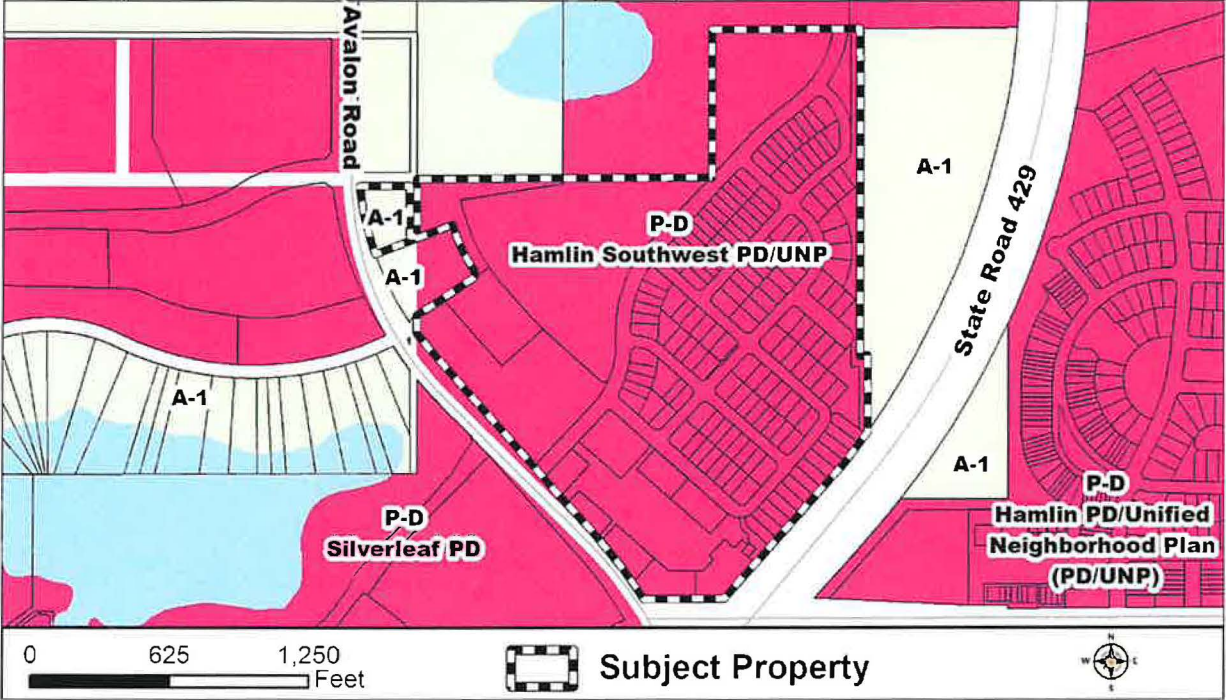 Avalon Road
A-1
State Road 429
A-1
P-D
Hamlin Southwest PD/UNP
A-1
A-1
A-1
P-D
Hamlin PD/Unified
Neighborhood Plan
(PD/UNP)
P-D
Silverleaf PD
0 625 1,250
Feet
Subject Property
N
W E
S